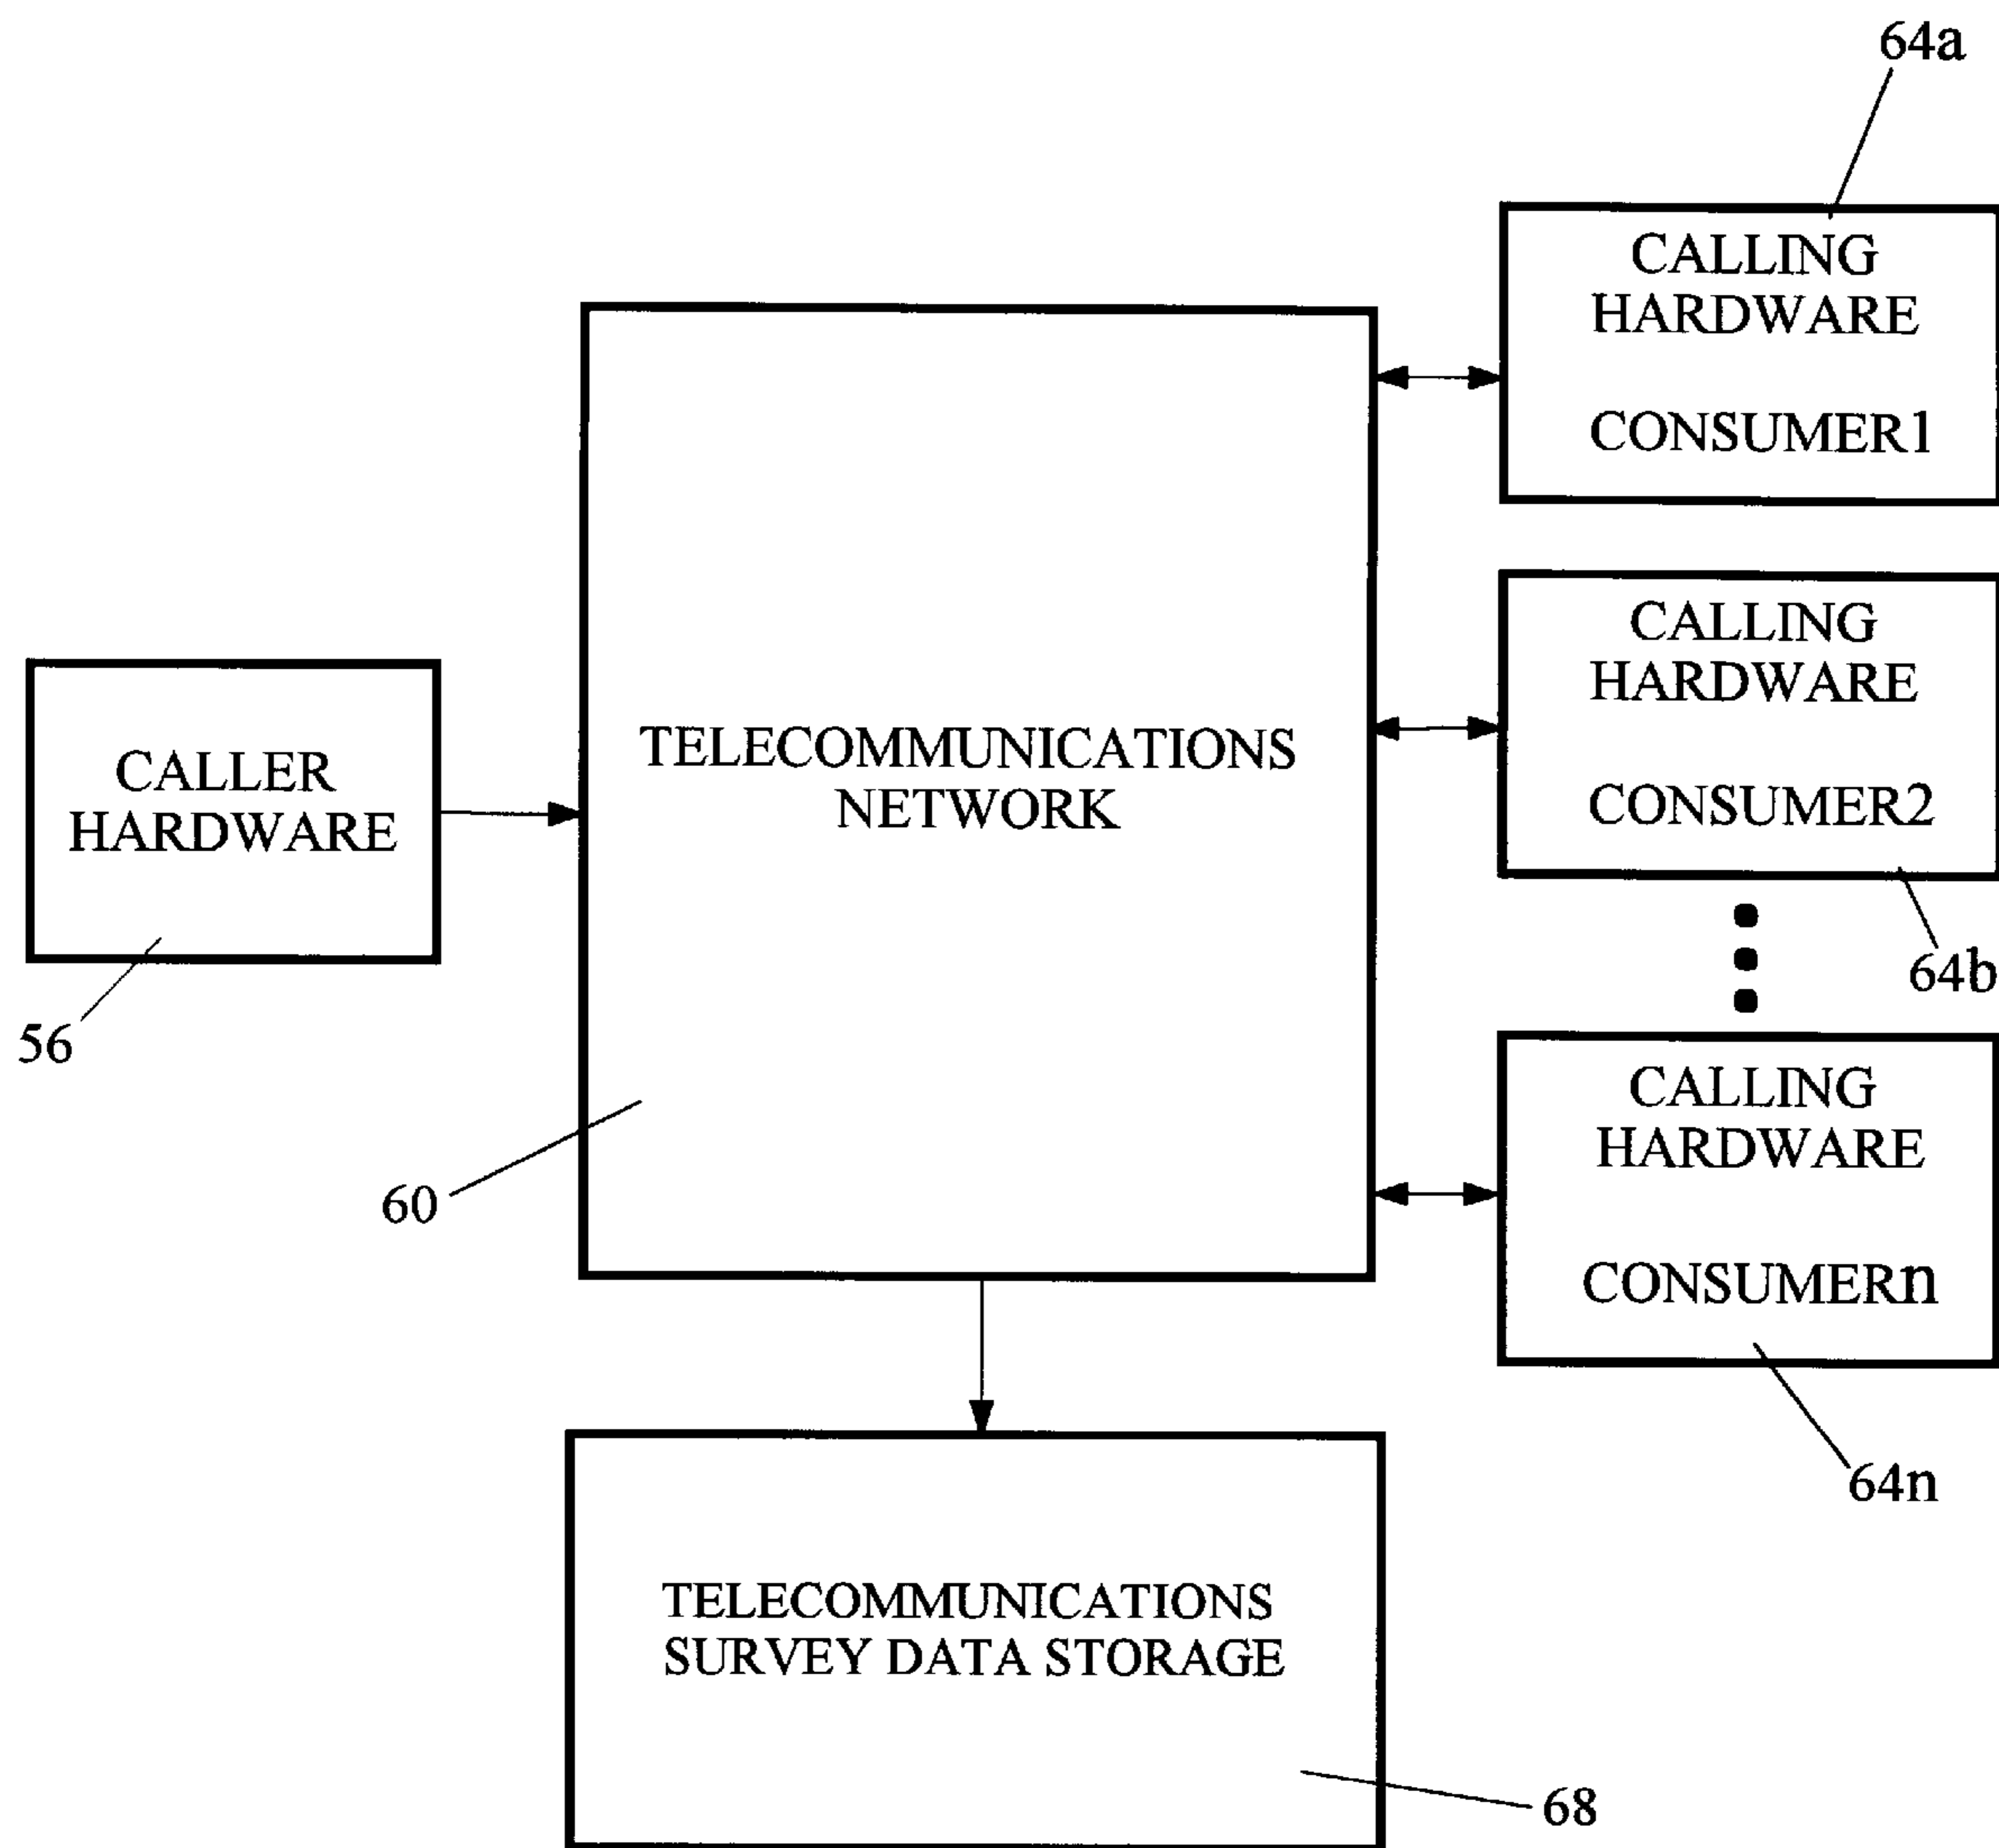 64a
CALLING
HARDWARE
CONSUMER1
CALLING
HARDWARE
CONSUMER2
64b
TELECOMMUNICATIONS
NETWORK
CALLER
HARDWARE
56
60
CALLING
HARDWARE
CONSUMERn
64n
TELECOMMUNICATIONS
SURVEY DATA STORAGE
68